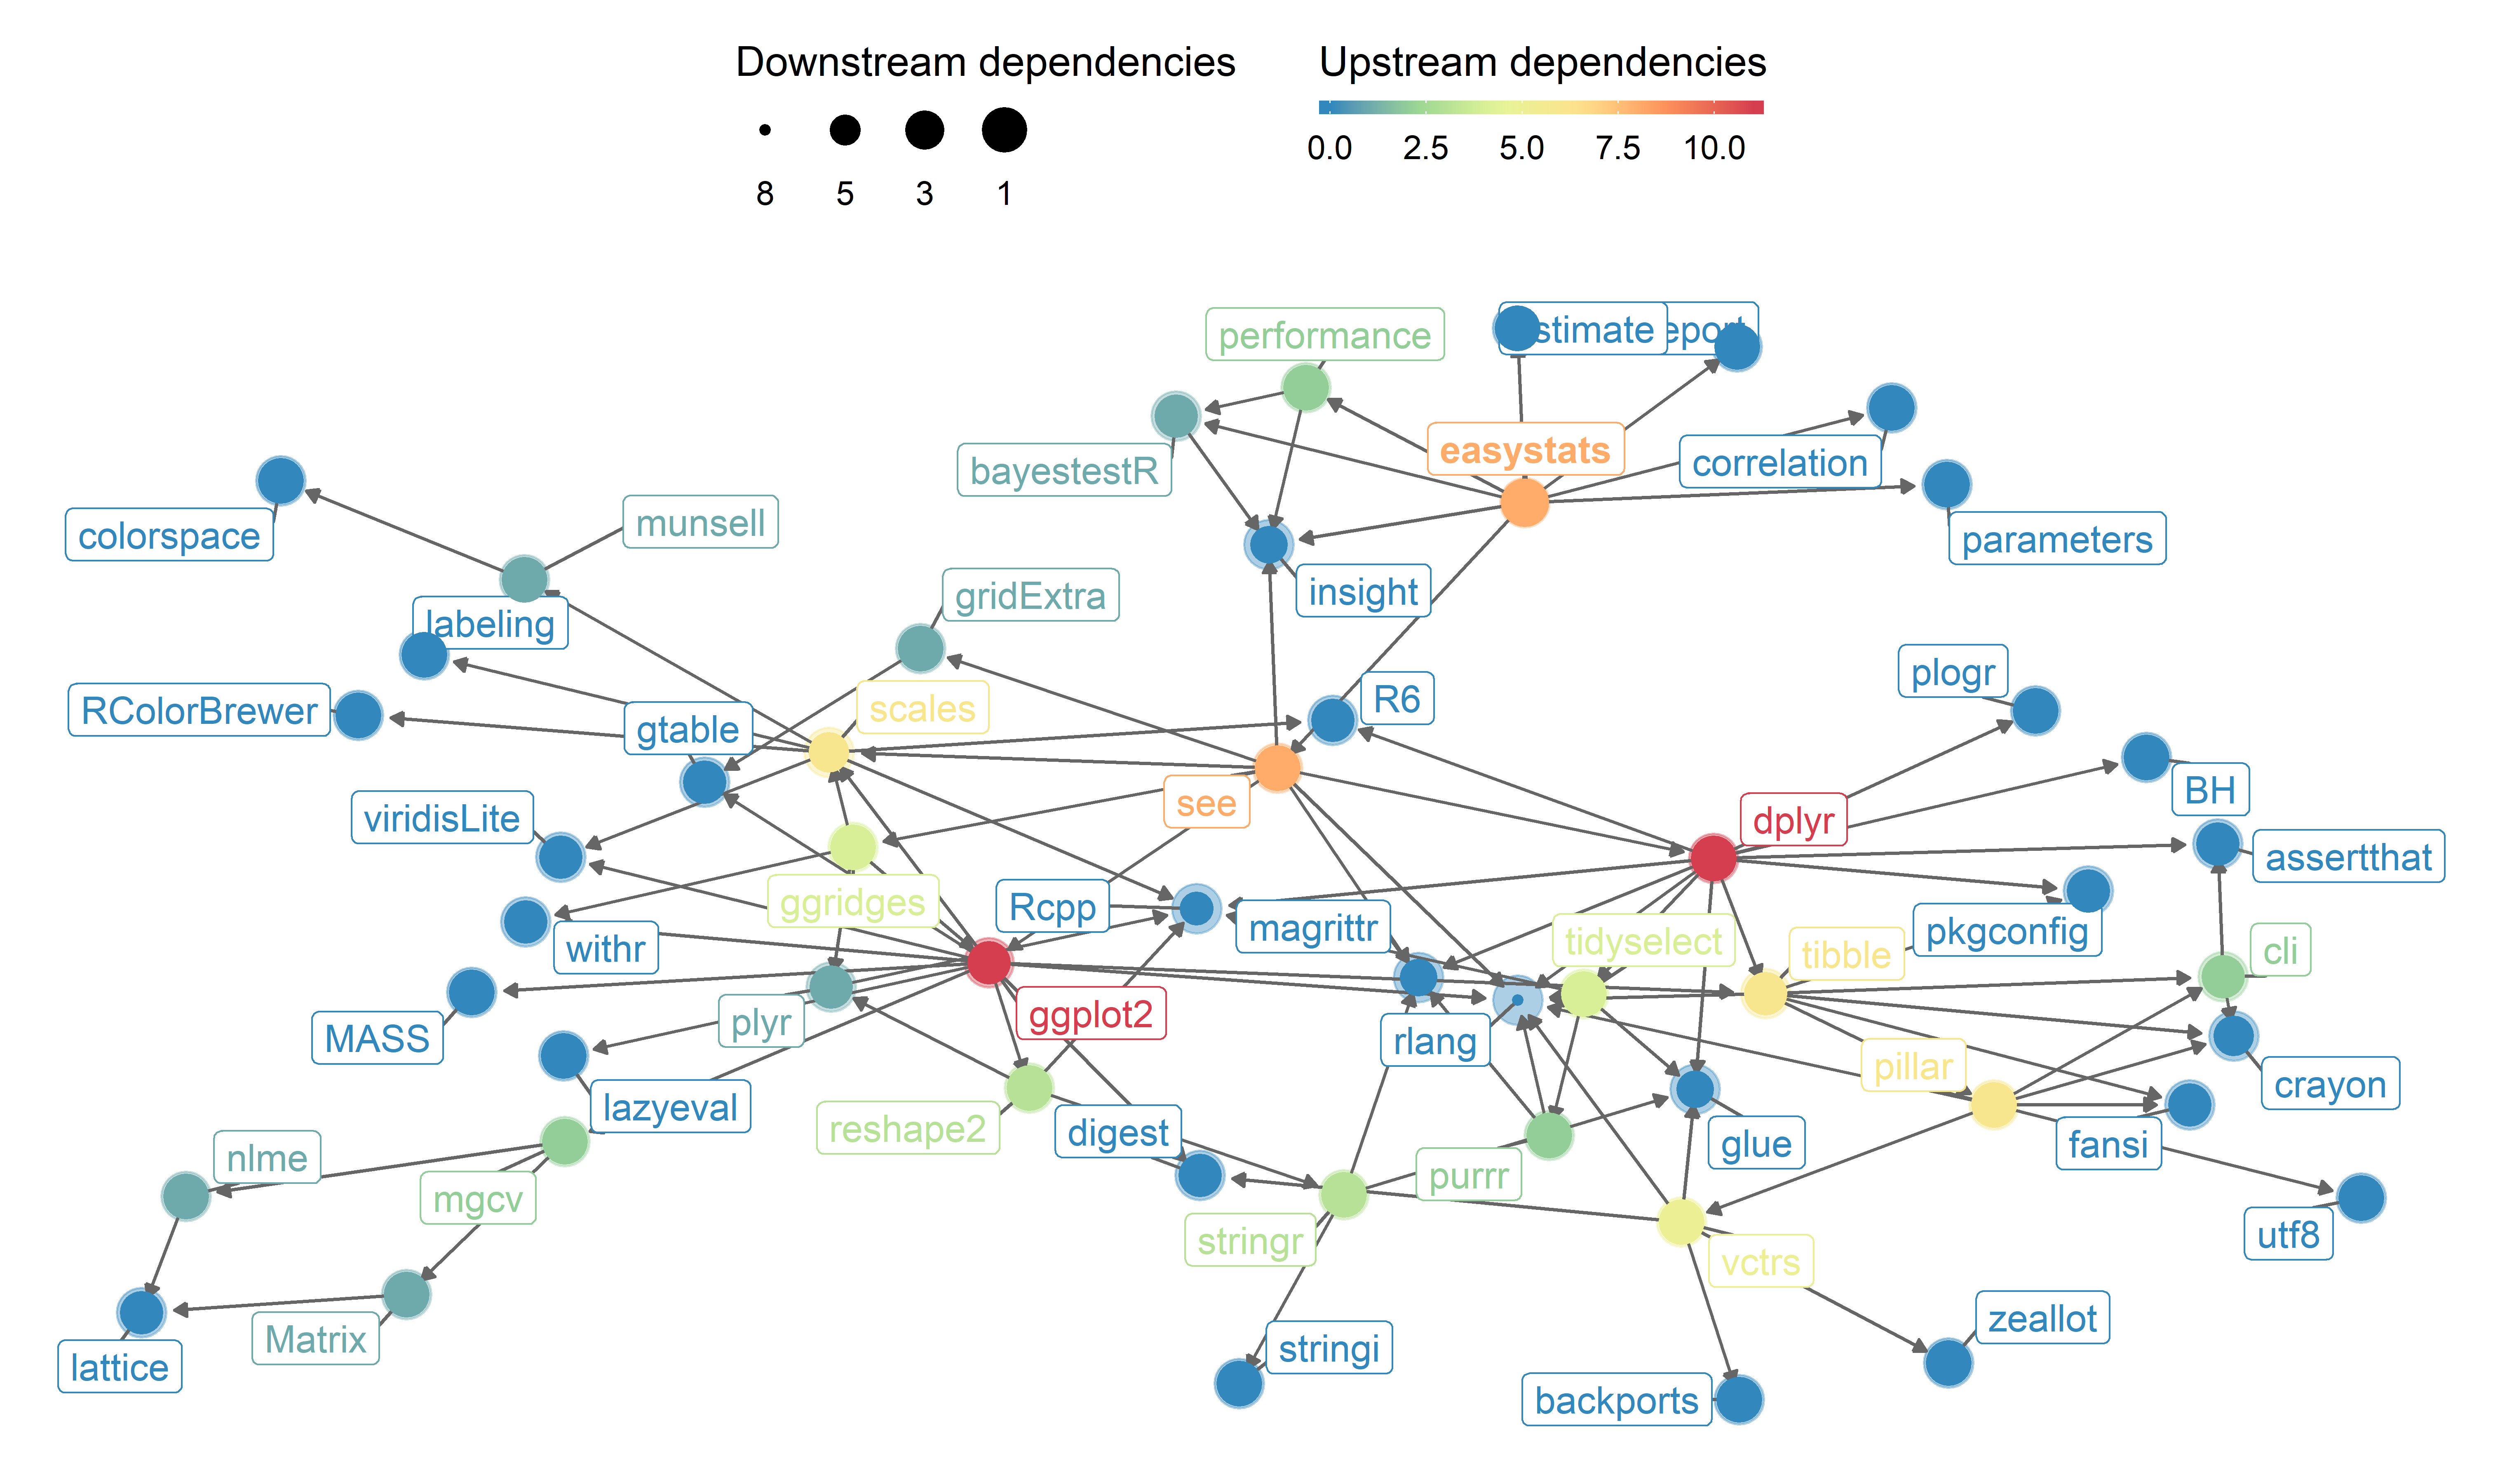 Downstream dependencies
8 5 3 1
Upstream dependencies
0.0 2.5 5.0 7.5 10.0
performance
stimate
eport
easystats
correlation
bayestestR
parameters
colorspace
munsell
insight
gridExtra
labeling
R6
plogr
RColorBrewer
scales
gtable
see
BH
viridisLite
dplyr
assertthat
ggridges
Rcpp
magrittr
withr
tidyselect
tibble
pkgconfig
cli
plyr
ggplot2
MASS
rlang
pillar
crayon
lazyeval
reshape2
digest
glue
fansi
nlme
mgcv
purrr
stringr
vctrs
utf8
Matrix
lattice
stringi
zeallot
backports